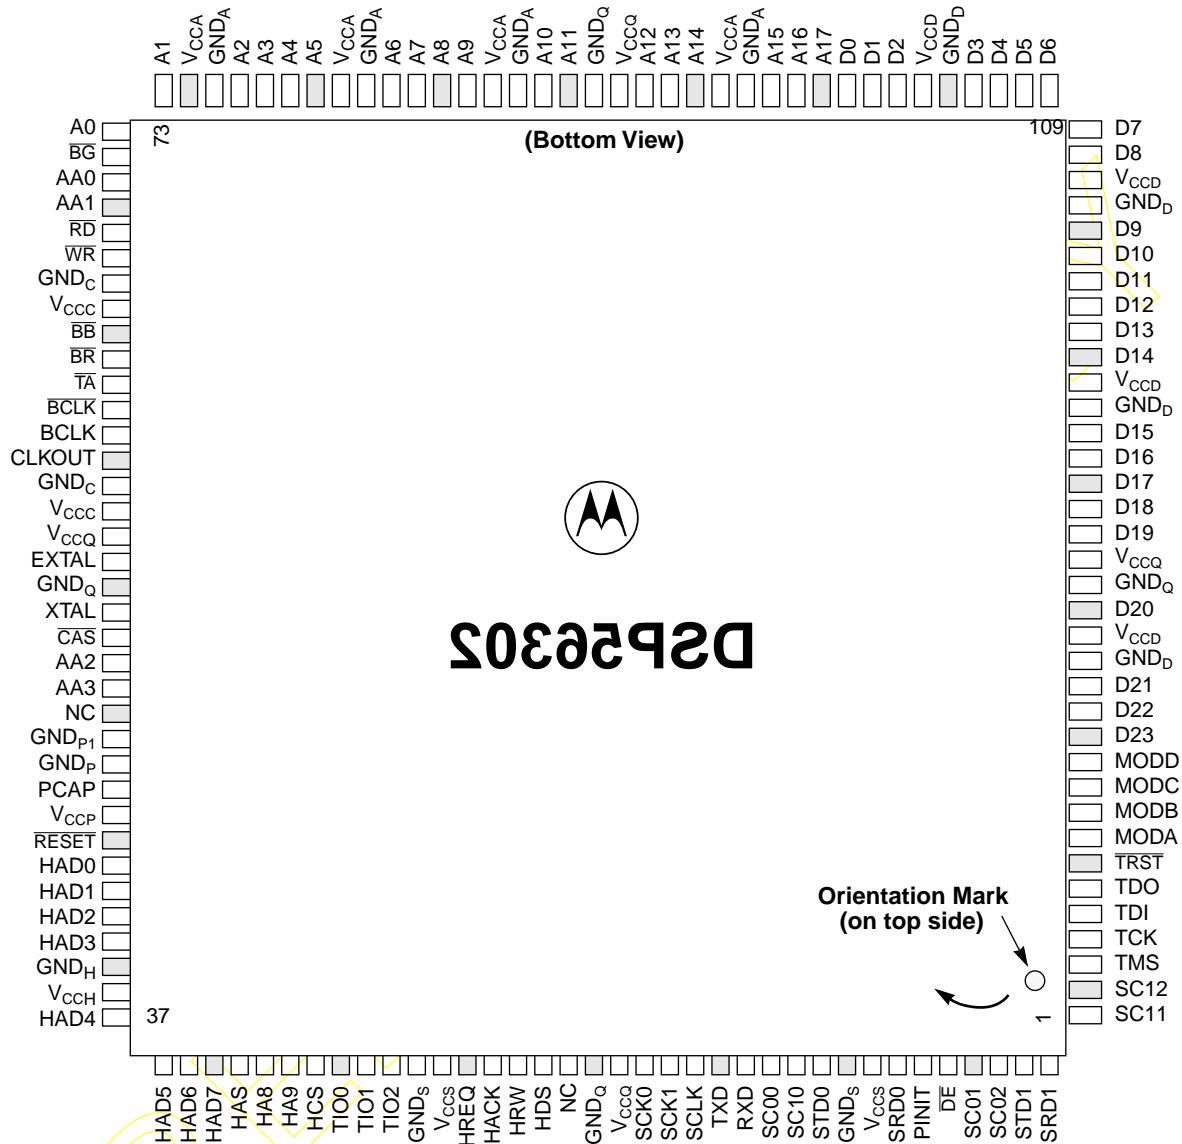 A1
VCCA
GNDA
A2
A3
A4
A5
VCCA
GNDA
A6
A7
A8
A9
VCCA
GNDA
A10
A11
GNDQ
VCCQ
A12
A13
A14
VCCA
GNDA
A15
A16
A17
D0
D1
D2
VCCD
GNDD
D3
D4
D5
D6
A0
BG
AA0
AA1
RD
WR
GNDC
VCCC
BB
BR
TA
BCLK
BCLK
CLKOUT
GNDC
VCCC
VCCQ
EXTAL
GNDQ
XTAL
CAS
AA2
AA3
NC
GNDP1
GNDP
PCAP
VCCP
RESET
HAD0
HAD1
HAD2
HAD3
GNDH
VCCH
HAD4
73
(Bottom View)
109
DSP56302
Orientation Mark
(on top side)
37
1
D7
D8
VCCD
GNDD
D9
D10
D11
D12
D13
D14
VCCD
GNDD
D15
D16
D17
D18
D19
VCCQ
GNDQ
D20
VCCD
GNDD
D21
D22
D23
MODD
MODC
MODB
MODA
TRST
TDO
TDI
TCK
TMS
SC12
SC11
HAD5
HAD6
HAD7
HAS
HA8
HA9
HCS
TIO0
TIO1
TIO2
GNDS
VCCS
HREQ
HACK
HRW
HDS
NC
GNDQ
VCCQ
SCK0
SCK1
SCLK
TXD
RXD
SC00
SC10
STD0
GNDS
VCCS
SRD0
PINIT
DE
SC01
SC02
STD1
SRD1